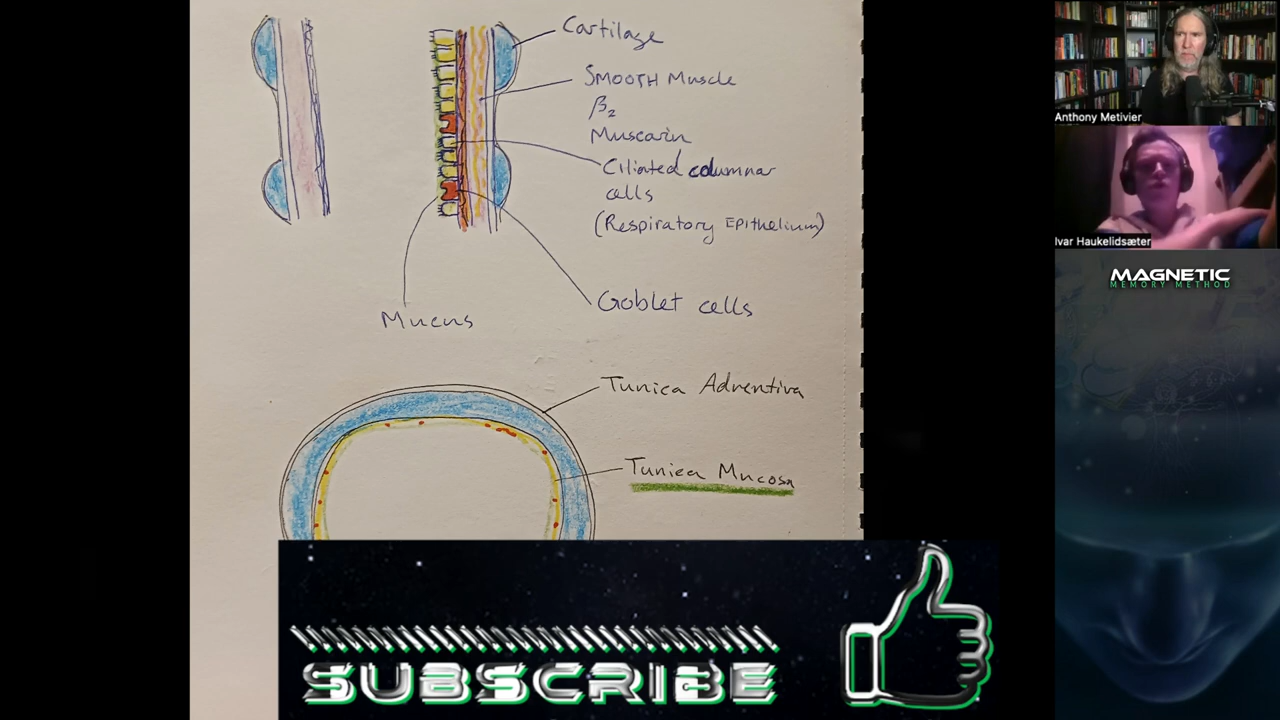 Cartilage
Smooth Muscle
β2
Muscarin
Ciliated columnar
cells
(Respiratory Epithelium)
Goblet cells
Mucus
Tunica Adventiva
Tunica Mucosa
SUBSCRIBE
Anthony Metivier
Ivar Haukelidsæter
MAGNETIC
MEMORY METHOD